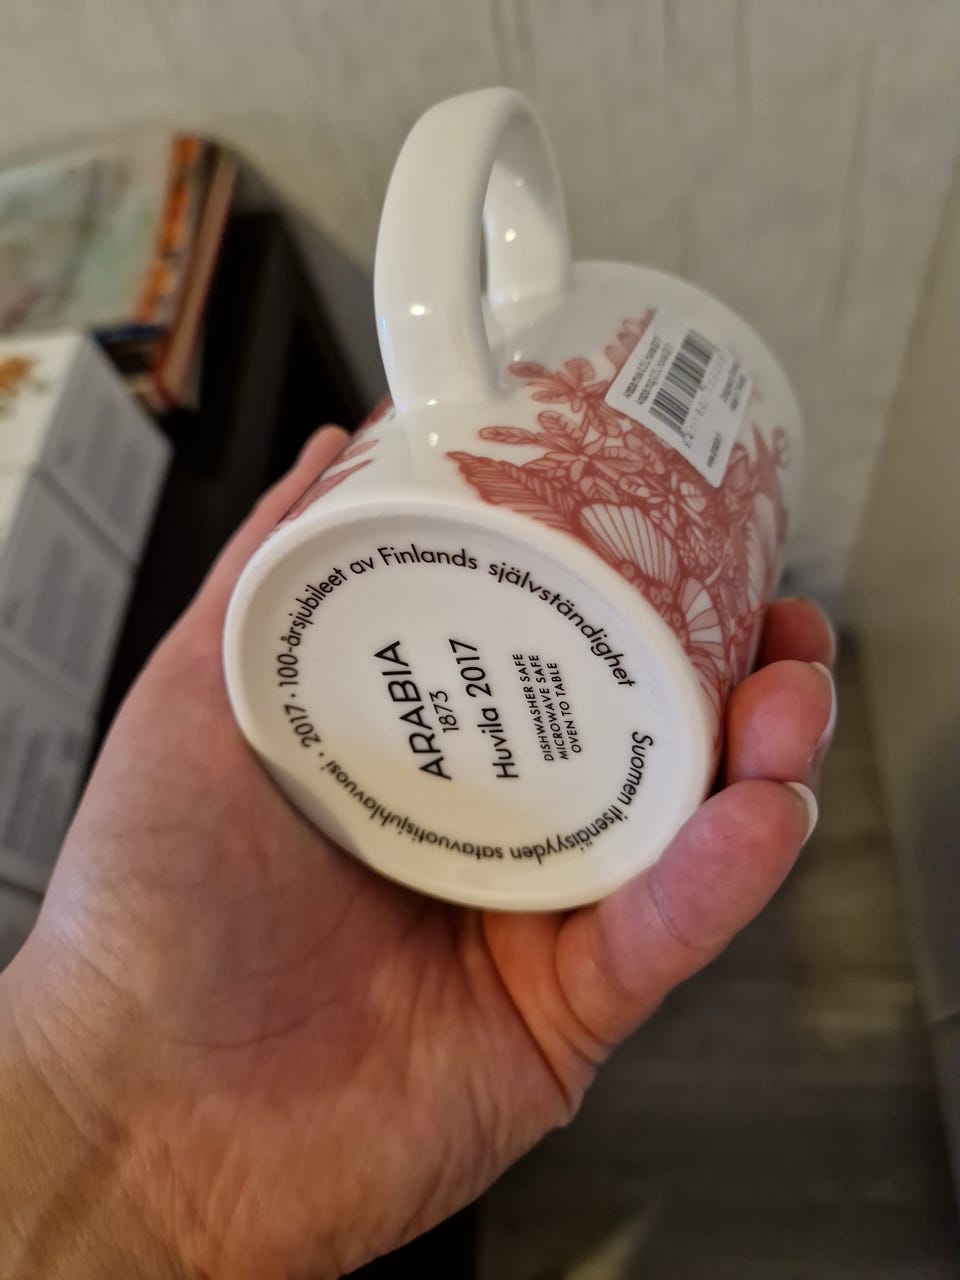 Suomen itsenäisyyden satavuotisjuhlavuosi • 2017 • 100-årsjubileet av Finlands självständighet
ARABIA
1873
Huvila 2017
DISHWASHER SAFE
MICROWAVE SAFE
OVEN TO TABLE